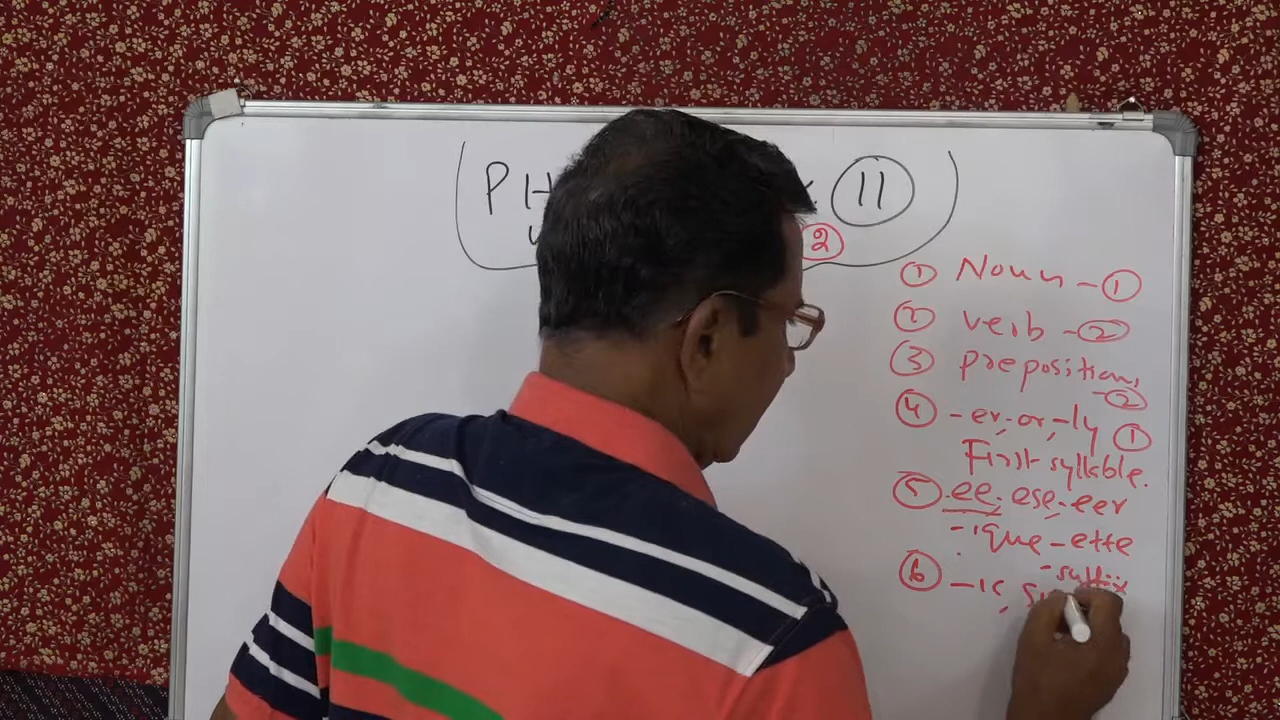 PH 11
2
1 Noun - 1
2 verb - 2
3 prepositions
- 2
4 - er, - or, - ly 1
First syllable.
5 - ee, - ese, - eer
- ique - ette
- suffix
6 - ic,